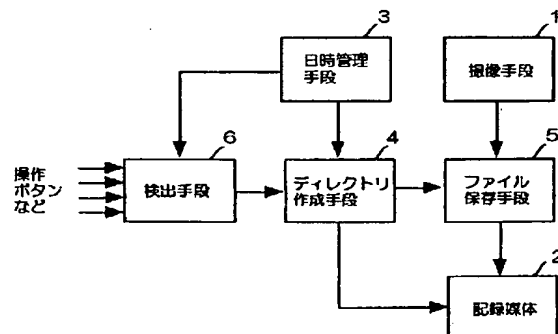 3
日時管理
手段
1
撮像手段
6
検出手段
操作
ボタン
など
4
ディレクトリ
作成手段
5
ファイル
保存手段
2
記録媒体